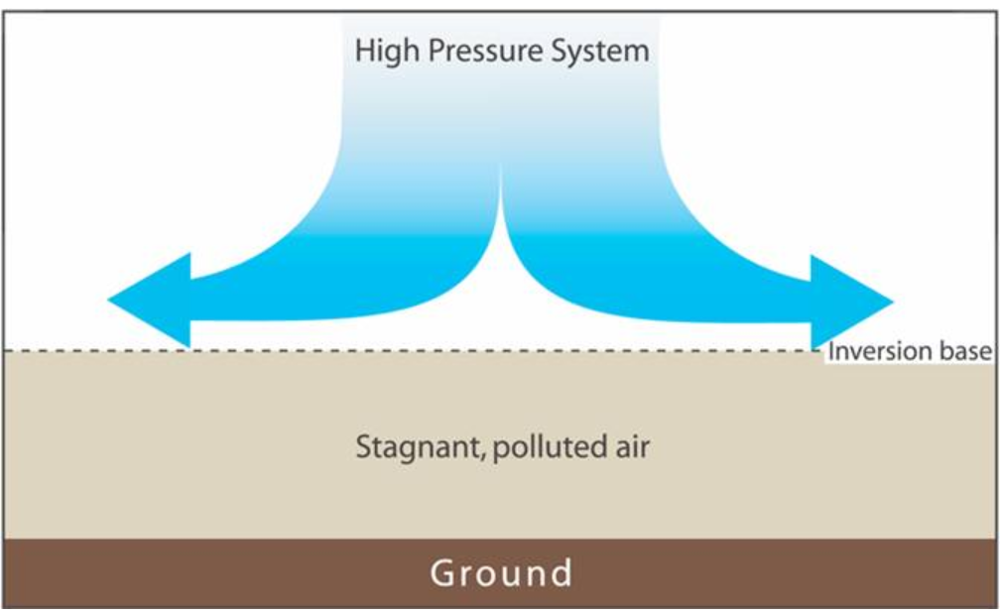 High Pressure System
Inversion base
Stagnant, polluted air
Ground